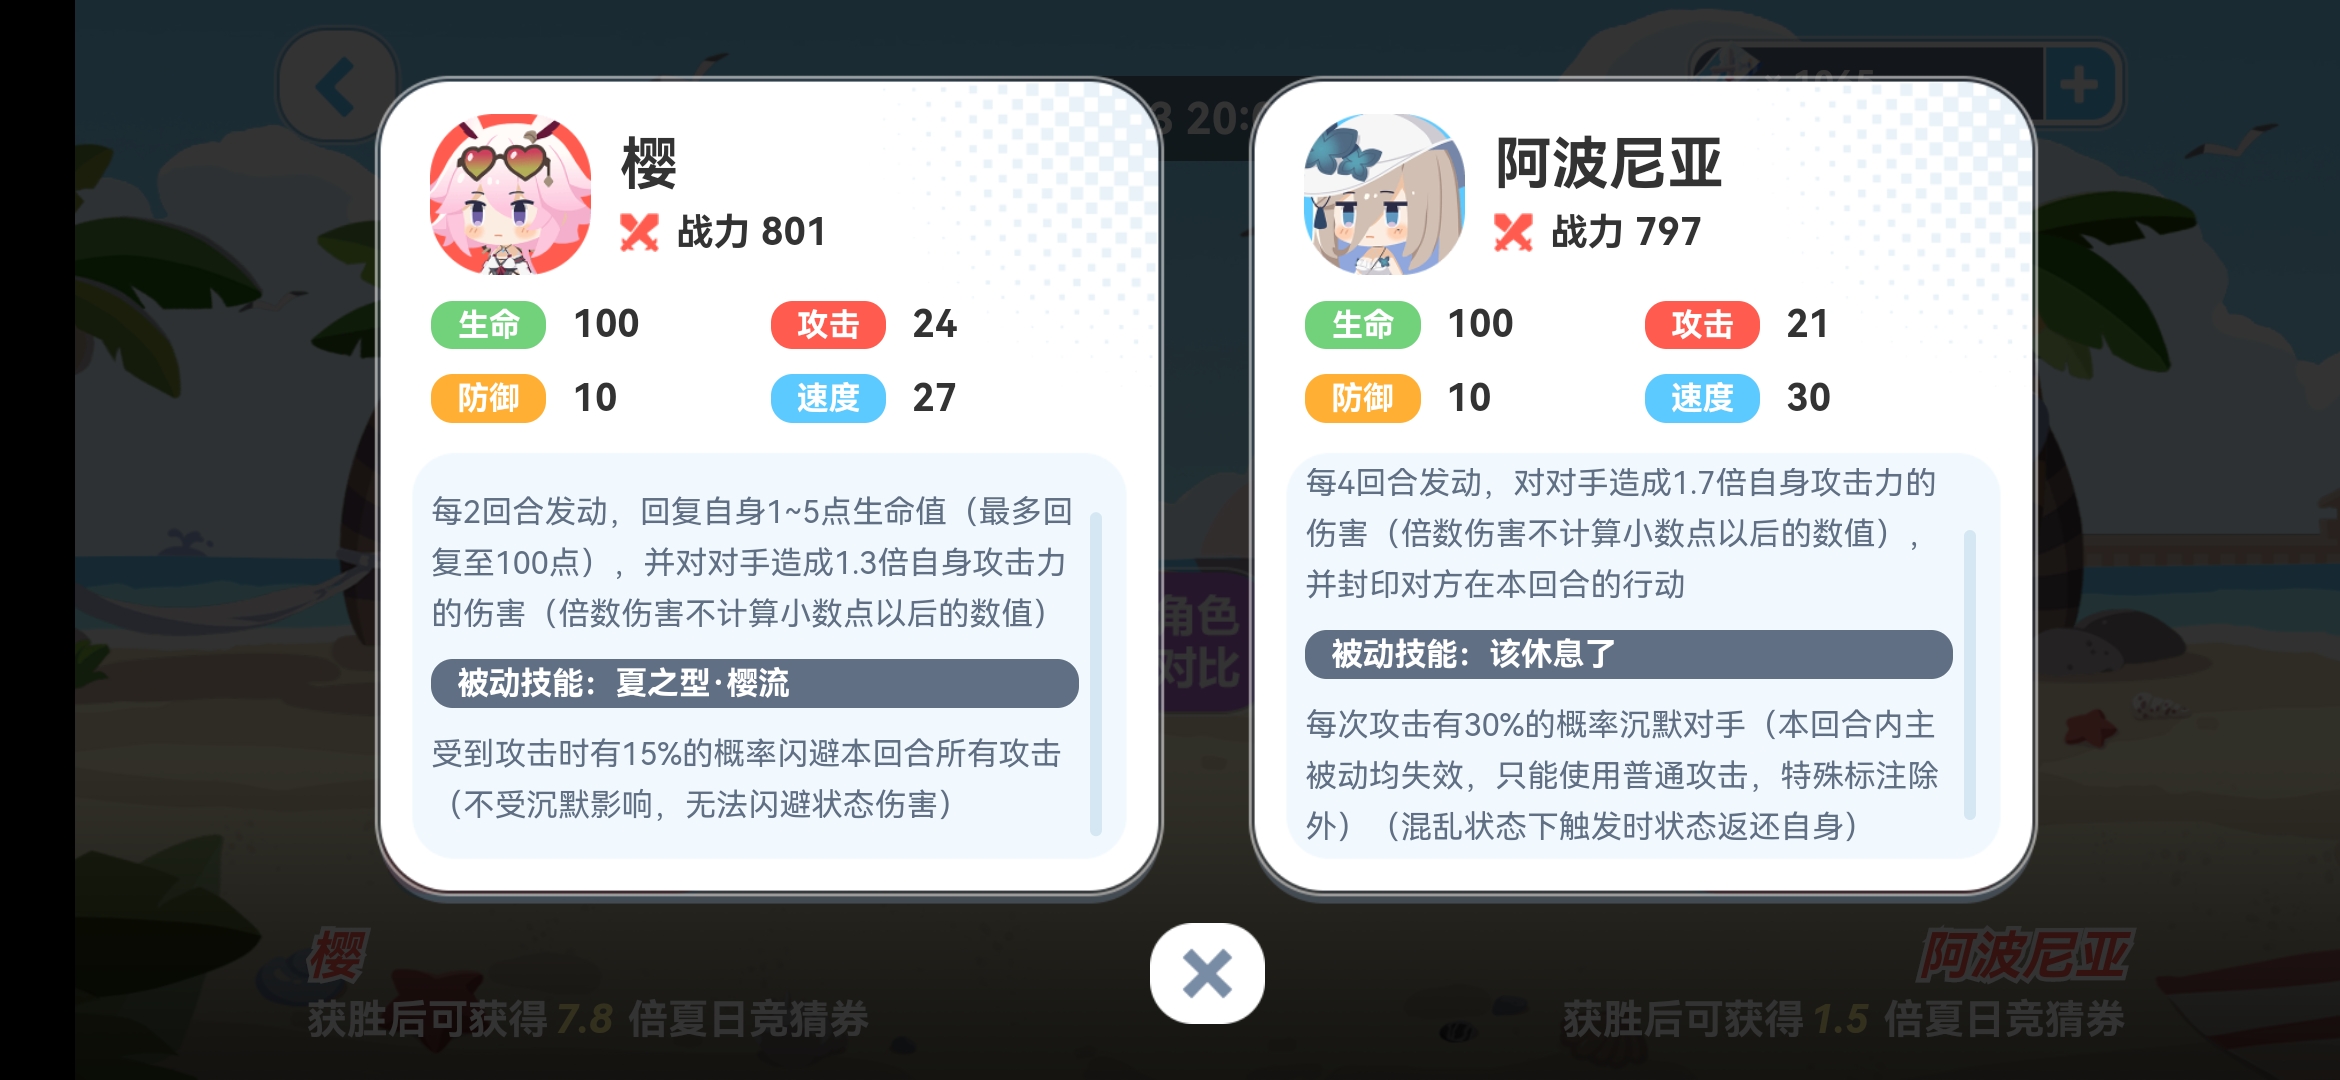 3 20:
樱
战力 801
生命 100 攻击 24
防御 10 速度 27
每2回合发动，回复自身1~5点生命值（最多回
复至100点），并对对手造成1.3倍自身攻击力
的伤害（倍数伤害不计算小数点以后的数值）
被动技能：夏之型·樱流
受到攻击时有15%的概率闪避本回合所有攻击
（不受沉默影响，无法闪避状态伤害）
角色
对比
阿波尼亚
战力 797
生命 100 攻击 21
防御 10 速度 30
每4回合发动，对对手造成1.7倍自身攻击力的
伤害（倍数伤害不计算小数点以后的数值），
并封印对方在本回合的行动
被动技能：该休息了
每次攻击有30%的概率沉默对手（本回合内主
被动均失效，只能使用普通攻击，特殊标注除
外）（混乱状态下触发时状态返还自身）
樱
获胜后可获得 7.8 倍夏日竞猜券
阿波尼亚
获胜后可获得 1.5 倍夏日竞猜券